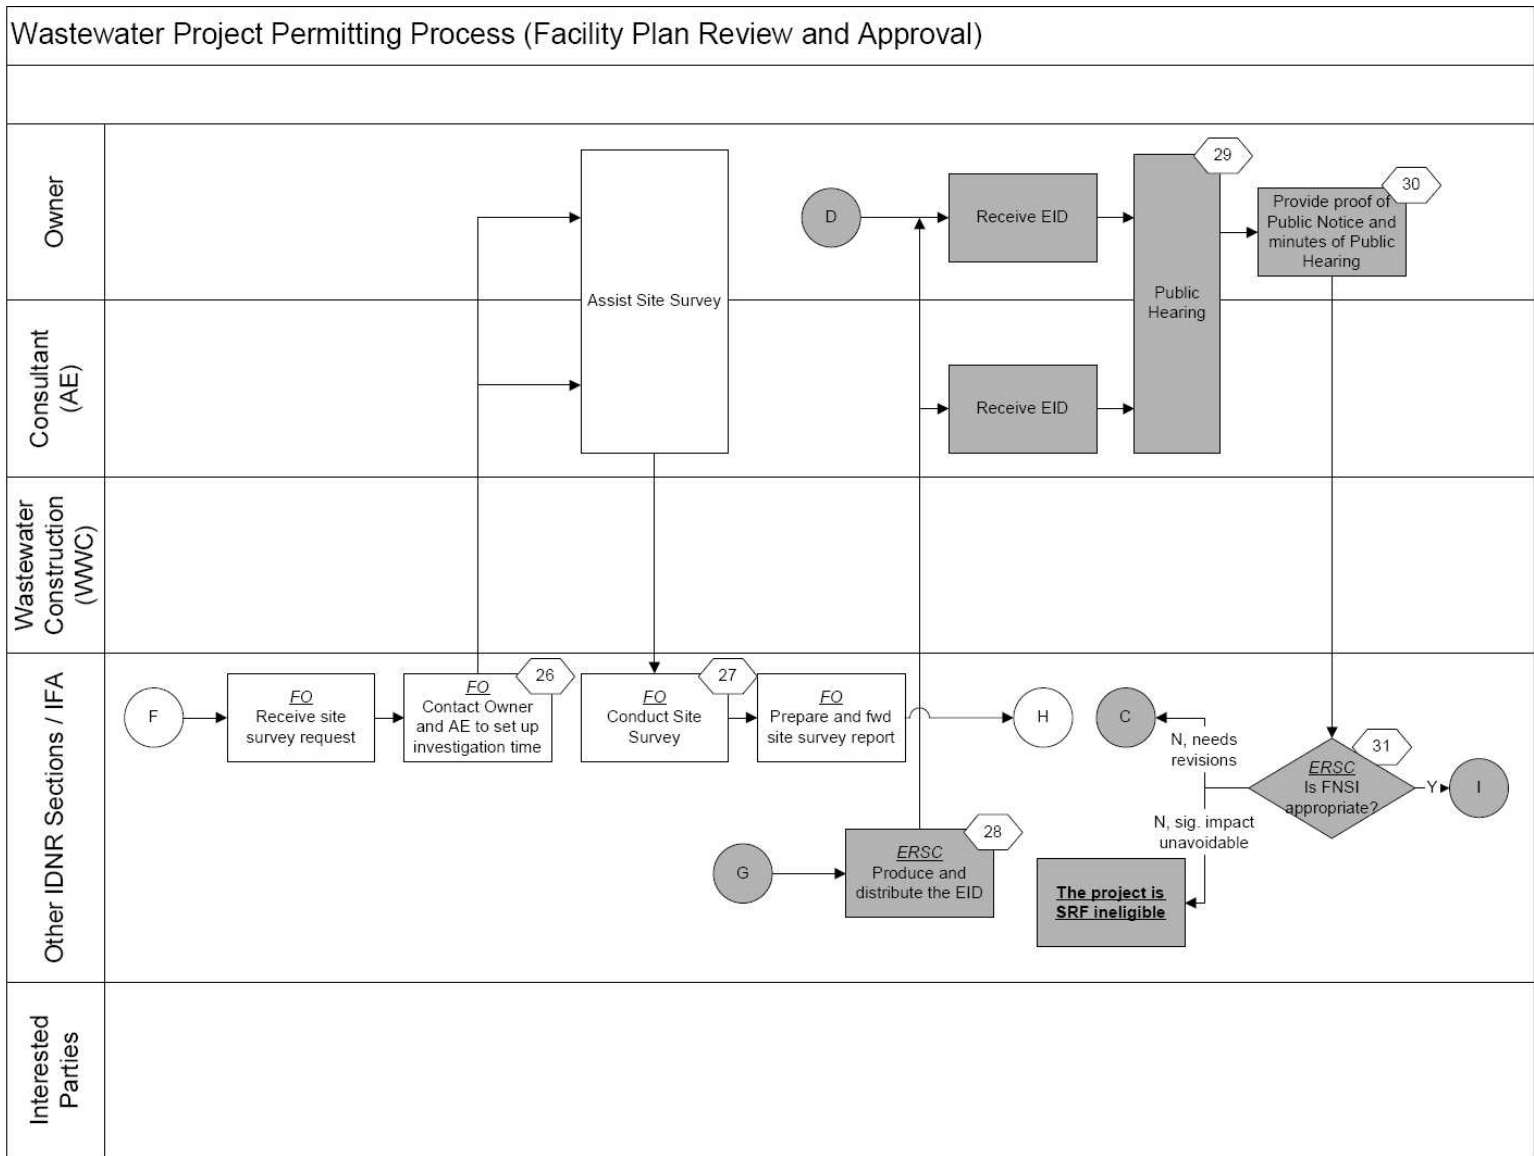 Wastewater Project Permitting Process (Facility Plan Review and Approval)
Owner
Assist Site Survey
D
Receive EID
29
Public
Hearing
30
Provide proof of
Public Notice and
minutes of Public
Hearing
Consultant
(AE)
Receive EID
Wastewater
Construction
(WWC)
Other IDNR Sections / IFA
F
FO
Receive site
survey request
26
FO
Contact Owner
and AE to set up
investigation time
27
FO
Conduct Site
Survey
FO
Prepare and fwd
site survey report
H
C
N, needs
revisions
31
ERSC
Is FNSI
appropriate?
Y
I
N, sig. impact
unavoidable
G
28
ERSC
Produce and
distribute the EID
The project is
SRF ineligible
Interested
Parties